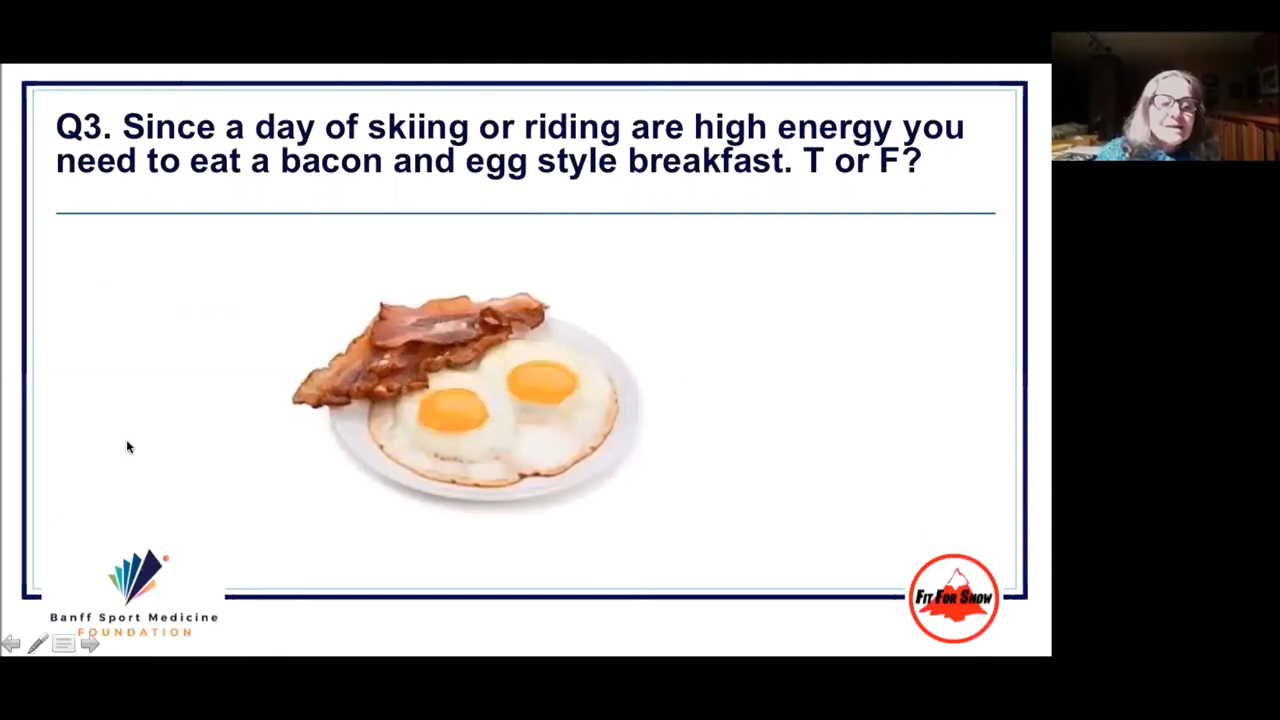 Q3. Since a day of skiing or riding are high energy you
need to eat a bacon and egg style breakfast. T or F?
Banff Sport Medicine
FOUNDATION
FIT FOR SNOW